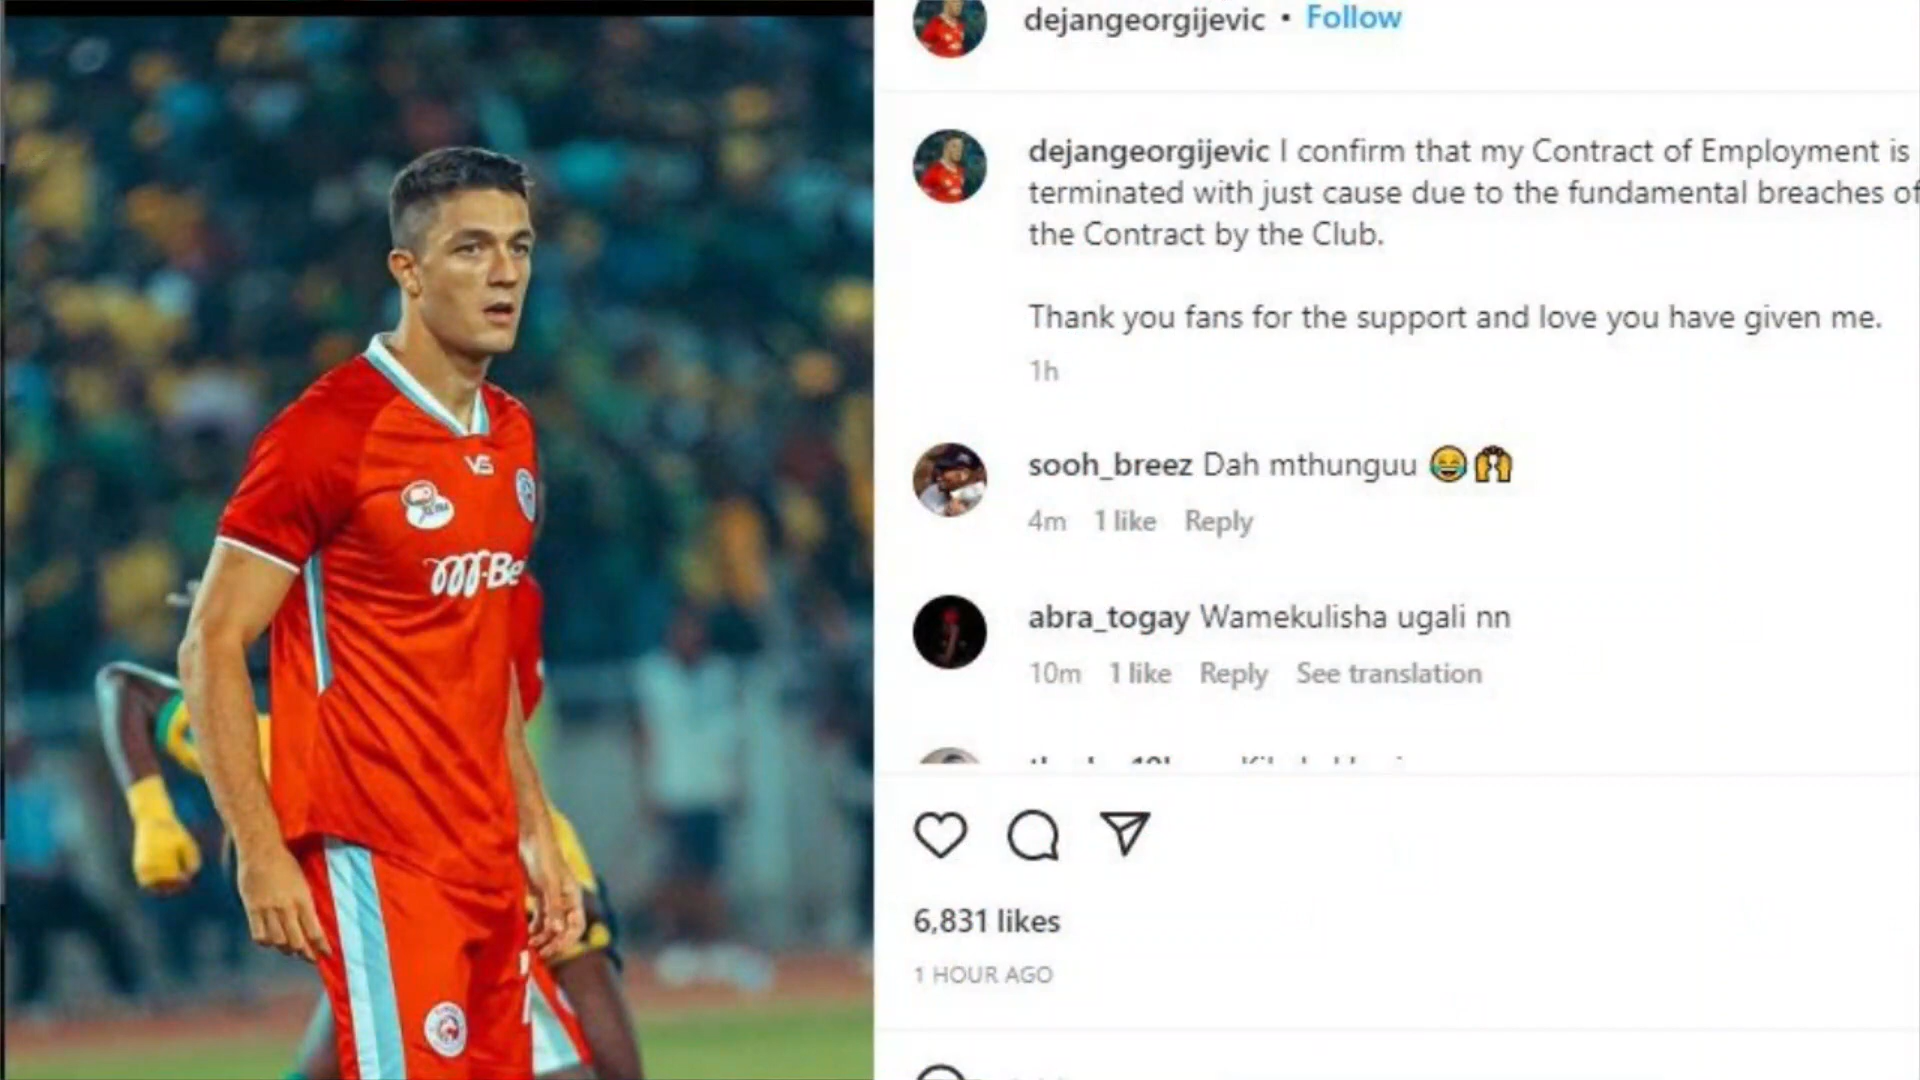 dejangeorgijevic • Follow
dejangeorgijevic I confirm that my Contract of Employment is
terminated with just cause due to the fundamental breaches of
the Contract by the Club.
Thank you fans for the support and love you have given me.
1h
sooh_breez Dah mthunguu 😂🙌
4m 1 like Reply
abra_togay Wamekulisha ugali nn
10m 1 like Reply See translation
6,831 likes
1 HOUR AGO
VS
M-Be